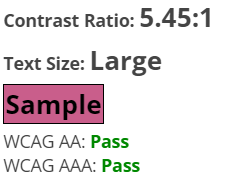 Contrast Ratio: 5.45:1
Text Size: Large
Sample
WCAG AA: Pass
WCAG AAA: Pass